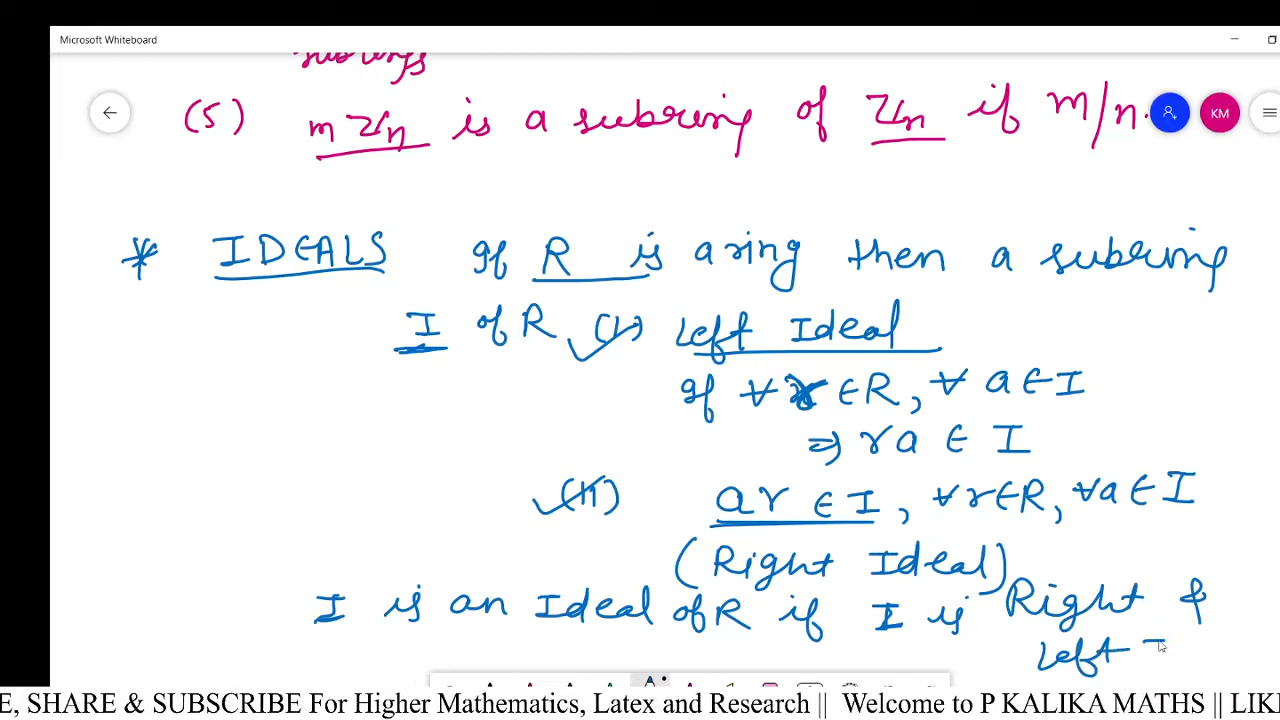 Microsoft Whiteboard
subrings
(5) mZn is a subring of Zn if m/n.
KM
* IDEALS If R is a ring then a subring
I of R (i) Left Ideal
If ∀ r ∈ R, ∀ a ∈ I
⇒ ra ∈ I
(ii) ar ∈ I, ∀ r ∈ R, ∀ a ∈ I
(Right Ideal)
I is an Ideal of R if I is Right &
Left
E, SHARE & SUBSCRIBE For Higher Mathematics, Latex and Research || Welcome to P KALIKA MATHS || LIK